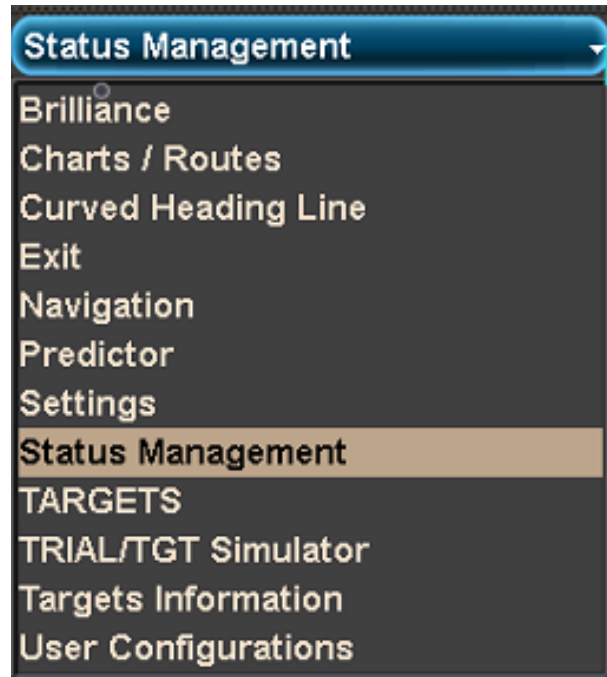 Status Management
Brilliance
Charts / Routes
Curved Heading Line
Exit
Navigation
Predictor
Settings
Status Management
TARGETS
TRIAL/TGT Simulator
Targets Information
User Configurations